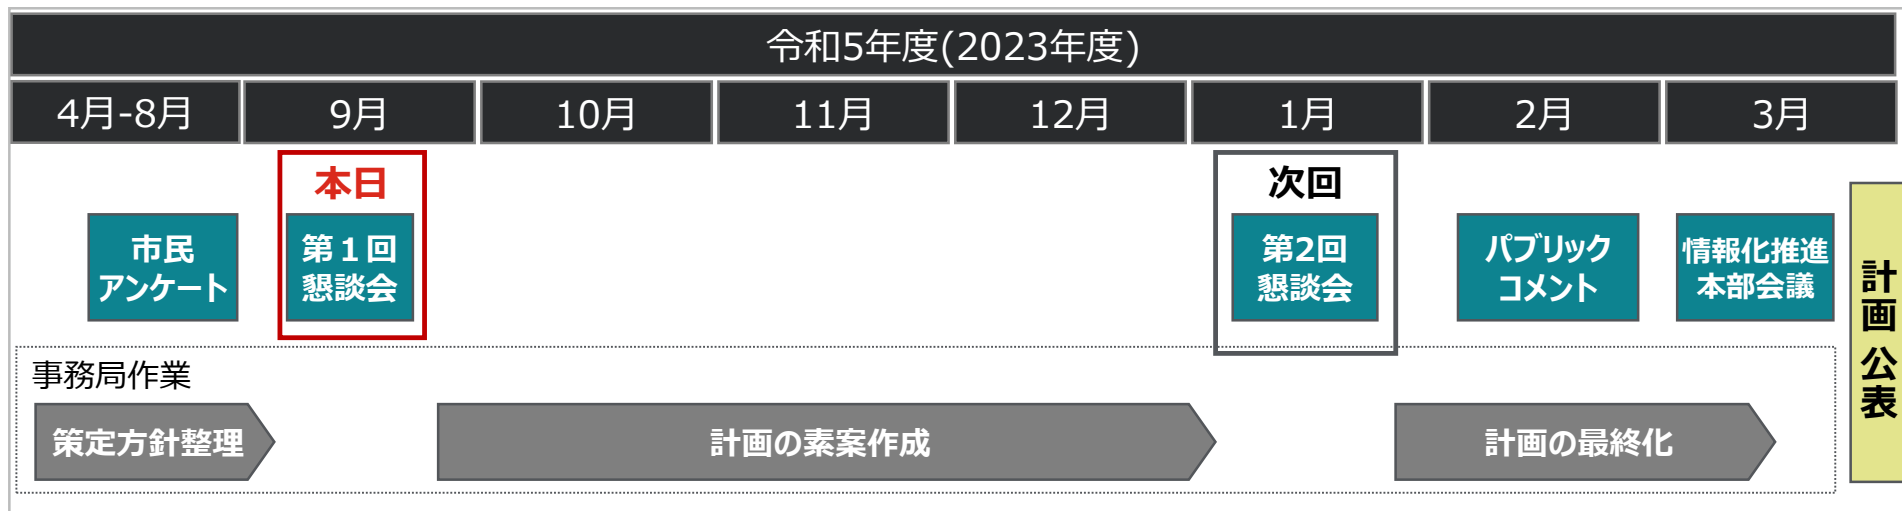 令和5年度(2023年度)
4月-8月
9月
10月
11月
12月
1月
2月
3月
本日
次回
市民
アンケート
第１回
懇談会
第2回
懇談会
パブリック
コメント
情報化推進
本部会議
計画 公表
事務局作業
策定方針整理
計画の素案作成
計画の最終化